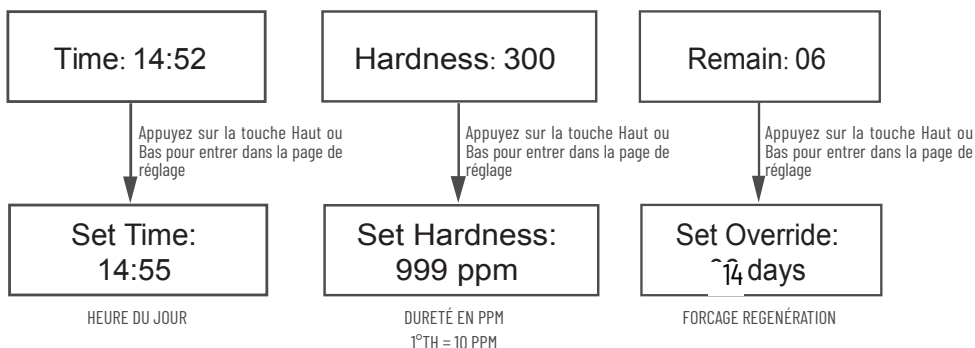 Time: 14:52
Hardness: 300
Remain: 06
Appuyez sur la touche Haut ou
Bas pour entrer dans la page de
réglage
Appuyez sur la touche Haut ou
Bas pour entrer dans la page de
réglage
Appuyez sur la touche Haut ou
Bas pour entrer dans la page de
réglage
Set Time:
14:55
Set Hardness:
999 ppm
Set Override:
14 days
HEURE DU JOUR
DURETÉ EN PPM
1°TH = 10 PPM
FORCAGE REGENÉRATION